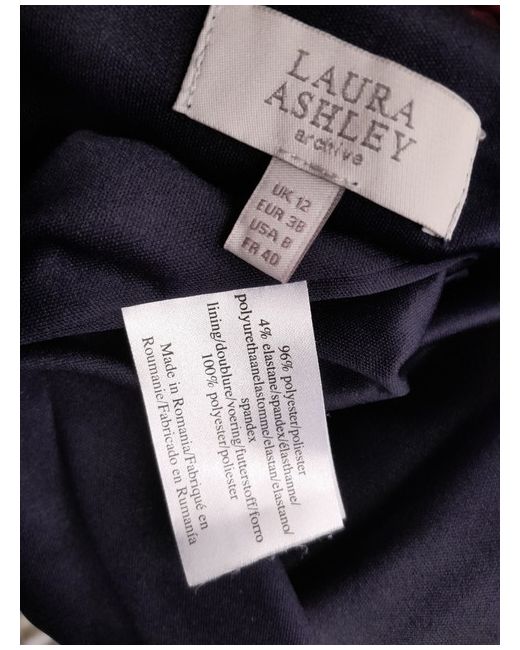 LAURA
ASHLEY
archive
UK 12
EUR 38
USA 8
FR 40
96% polyester/poliester
4% elastane/spandex/élasthanne/
polyurethaanelastomme/elastan/elastano/
spandex
lining/doublure/voering/futterstoff/forro
100% polyester/poliester
Made in Romania/Fabriqué en
Roumanie/Fabricado en Rumanía